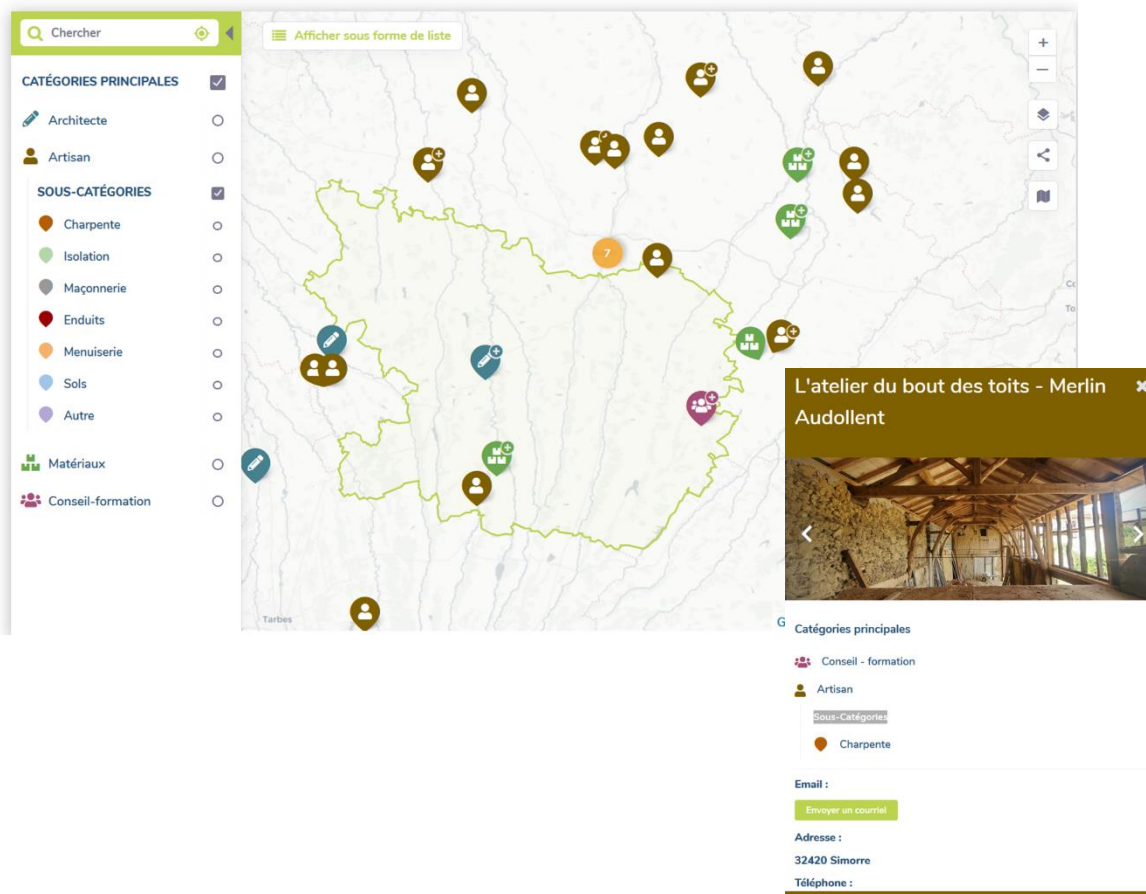 Chercher
Afficher sous forme de liste
CATÉGORIES PRINCIPALES
Architecte
Artisan
SOUS-CATÉGORIES
Charpente
Isolation
Maçonnerie
Enduits
Menuiserie
Sols
Autre
Matériaux
Conseil-formation
+
−
7
Co
To
Tarbes
G
L'atelier du bout des toits - Merlin
Audollent
Catégories principales
Conseil - formation
Artisan
Sous-Catégories
Charpente
Email :
Envoyer un courriel
Adresse :
32420 Simorre
Téléphone :